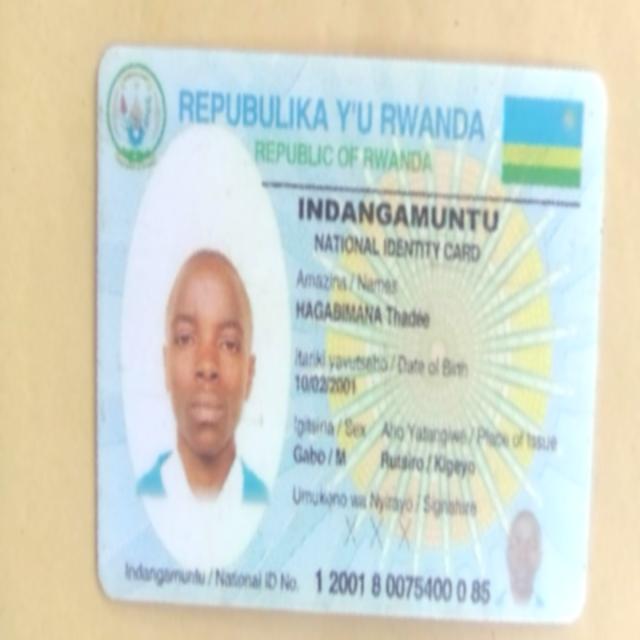 REPUBULIKA Y'U RWANDA
REPUBLIC OF RWANDA
INDANGAMUNTU
NATIONAL IDENTITY CARD
Amazina / Names
HAGABIMANA Thadée
Itariki yavutseho / Date of Birth
10/02/2001
Igitsina / Sex Aho Yatangiwe / Place of Issue
Gabo / M Rutsiro / Kigeyo
Umukono wa Nyirayo / Signature
X X X
Indangamuntu / National ID No. 1 2001 8 0075400 0 85